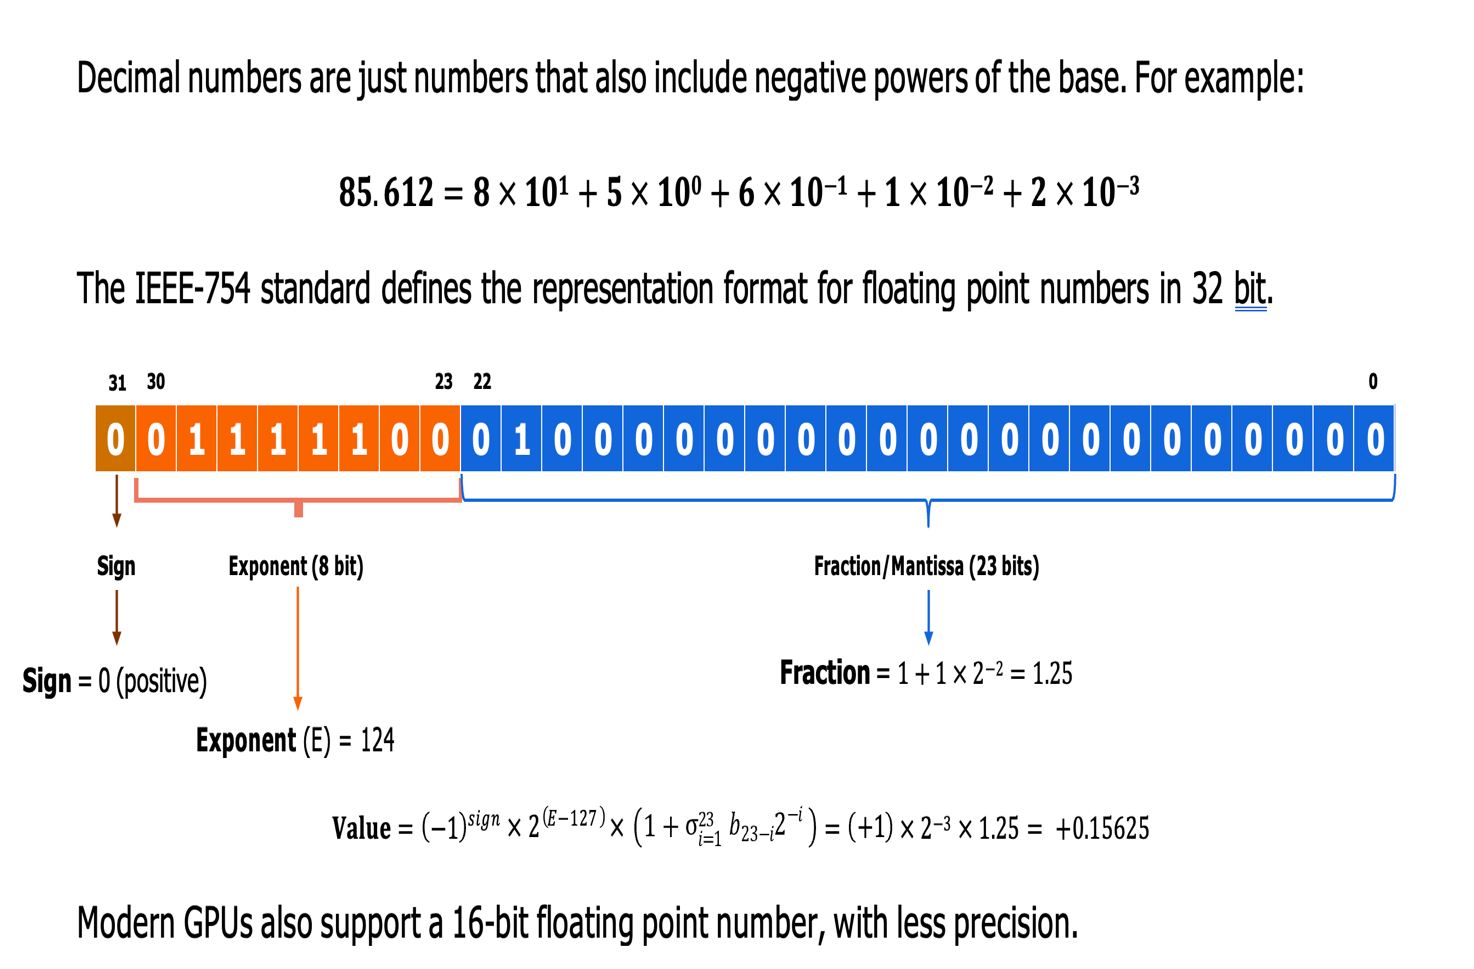 Decimal numbers are just numbers that also include negative powers of the base. For example:
85.612 = 8 × 10¹ + 5 × 10⁰ + 6 × 10⁻¹ + 1 × 10⁻² + 2 × 10⁻³
The IEEE-754 standard defines the representation format for floating point numbers in 32 bit.
31 30 23 22 0
0 0 1 1 1 1 1 0 0 0 1 0 0 0 0 0 0 0 0 0 0 0 0 0 0 0 0 0 0 0 0 0
Sign Exponent (8 bit) Fraction/Mantissa (23 bits)
Sign = 0 (positive) Fraction = 1 + 1 × 2⁻² = 1.25
Exponent (E) = 124
Value = (−1)^sign × 2^(E−127) × (1 + σ_{i=1}^{23} b_{23−i} 2^{−i}) = (+1) × 2⁻³ × 1.25 = +0.15625
Modern GPUs also support a 16-bit floating point number, with less precision.